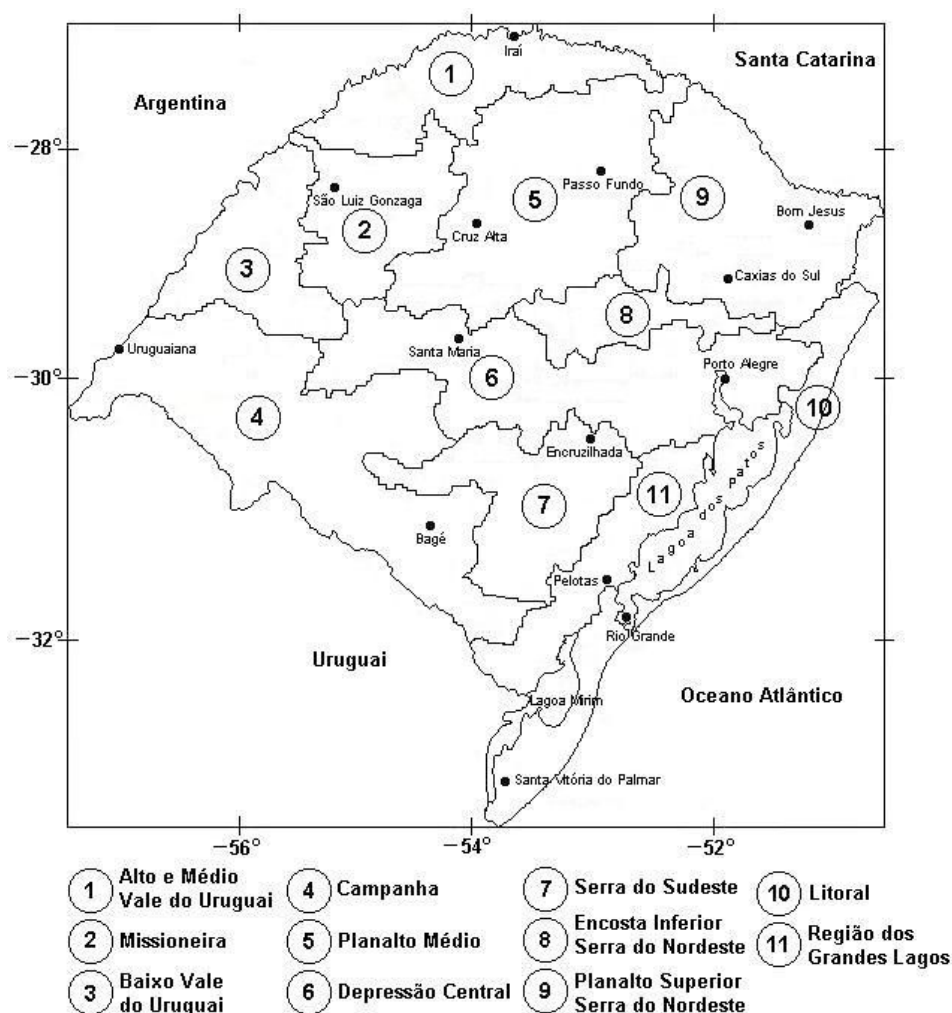 Iraí
Santa Catarina
1
Argentina
−28°
Passo Fundo
São Luiz Gonzaga
5
9
Bom Jesus
2
Cruz Alta
3
Caxias do Sul
8
Uruguaiana
Santa Maria
Porto Alegre
−30°
6
4
10
Encruzilhada
Lagoa dos Patos
11
7
Bagé
Pelotas
Rio Grande
−32°
Uruguai
Oceano Atlântico
Lagoa Mirim
Santa Vitória do Palmar
−56°
−54°
−52°
1 Alto e Médio
Vale do Uruguai
2 Missioneira
3 Baixo Vale
do Uruguai
4 Campanha
5 Planalto Médio
6 Depressão Central
7 Serra do Sudeste
8 Encosta Inferior
Serra do Nordeste
9 Planalto Superior
Serra do Nordeste
10 Litoral
11 Região dos
Grandes Lagos